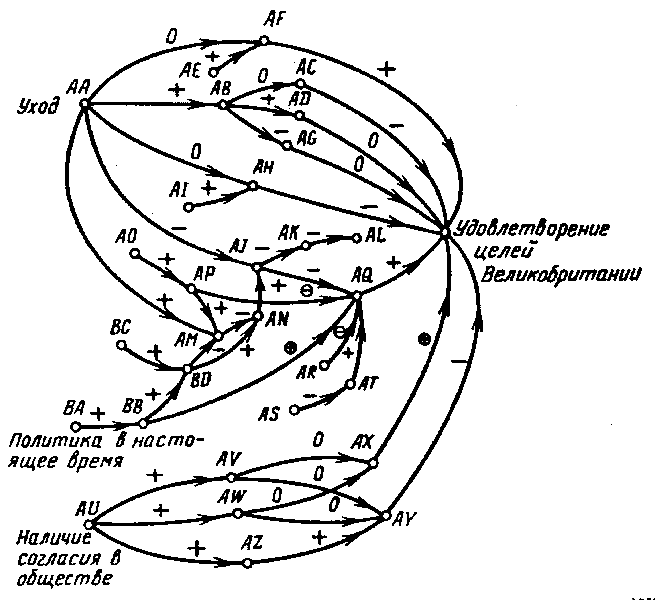 AF
0
+
AE
+
AA
Уход
+
AB
0
AC
+
AD
-
AG
-
0
0
0
AH
AI
+
-
Удовлетворение
целей
Великобритании
-
AJ
-
AK
-
AL
AO
+
AP
-
+
⊖
AQ
+
+
+
AM
-
AN
BC
+
-
+
BD
⊕
⊖
AR
+
AS
-
AT
⊕
-
BA
+
BB
+
Политика в насто-
ящее время
AV
0
AX
+
0
AU
+
AW
0
0
AY
+
AZ
+
Наличие
согласия в
обществе